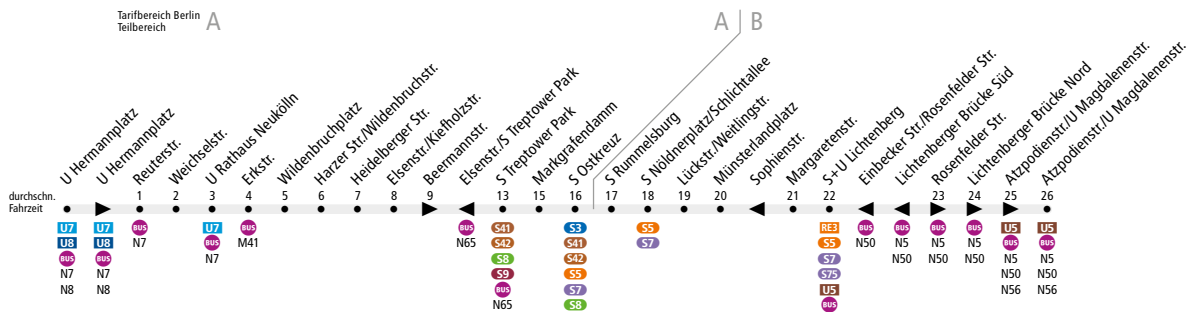 Tarifbereich Berlin
Teilbereich
A
A
B
U Hermannplatz
U Hermannplatz
Reuterstr.
Weichselstr.
U Rathaus Neukölln
Erkstr.
Wildenbruchplatz
Harzer Str./Wildenbruchstr.
Heidelberger Str.
Elsenstr./Kiefholzstr.
Beermannstr.
Elsenstr./S Treptower Park
S Treptower Park
Markgrafendamm
S Ostkreuz
S Rummelsburg
S Nöldnerplatz/Schlichtallee
Lückstr./Weitlingstr.
Münsterlandplatz
Sophienstr.
Margaretenstr.
S+U Lichtenberg
Einbecker Str./Rosenfelder Str.
Lichtenberger Brücke Süd
Rosenfelder Str.
Lichtenberger Brücke Nord
Atzpodienstr./U Magdalenenstr.
Atzpodienstr./U Magdalenenstr.
durchschn.
Fahrzeit
1 2 3 4 5 6 7 8 9 13 15 16 17 18 19 20 21 22 23 24 25 26
U7
U8
BUS
N7
N8
U7
U8
BUS
N7
N8
BUS
N7
U7
BUS
N7
BUS
M41
BUS
N65
S41
S42
S8
S9
BUS
N65
S3
S41
S42
S5
S7
S8
S5
S7
RE3
S5
S7
S75
U5
BUS
BUS
N50
BUS
N5
N50
BUS
N5
N50
BUS
N5
N50
U5
BUS
N5
N50
N56
U5
BUS
N5
N50
N56